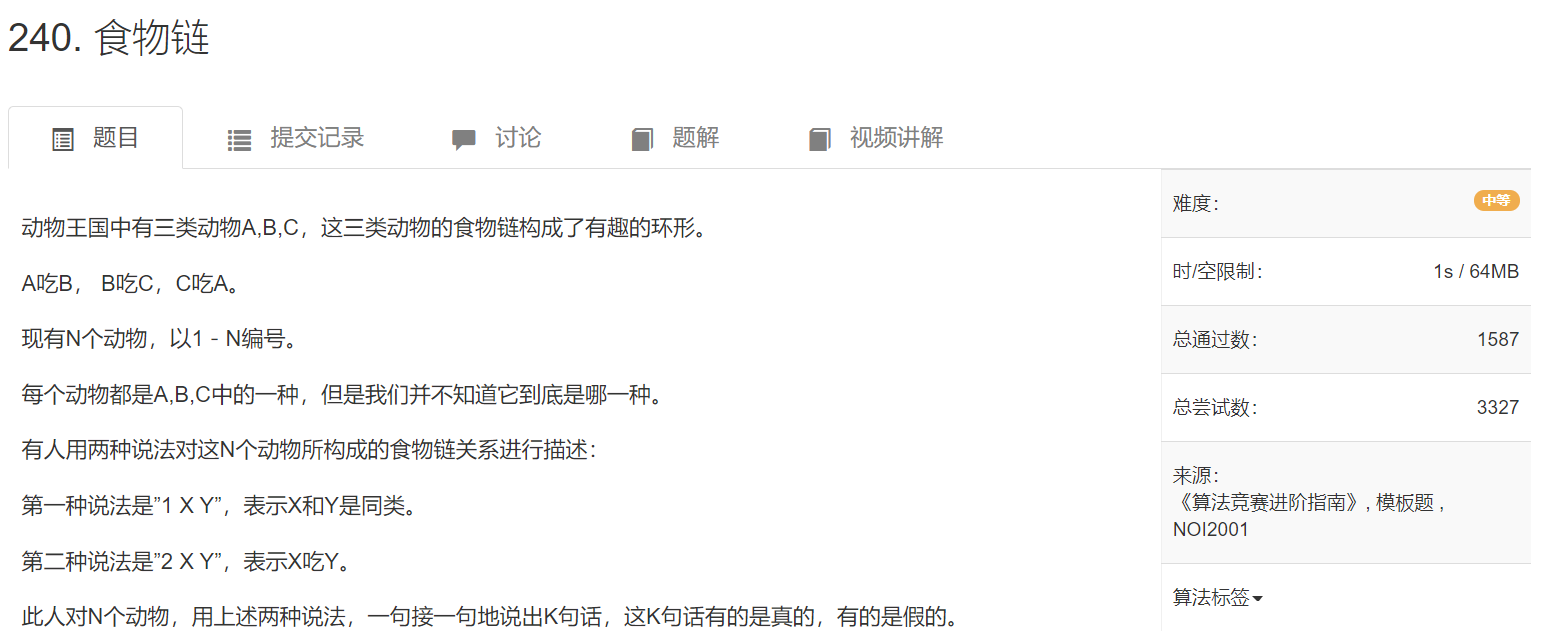 240. 食物链
题目
提交记录
讨论
题解
视频讲解
动物王国中有三类动物A,B,C，这三类动物的食物链构成了有趣的环形。
A吃B， B吃C，C吃A。
现有N个动物，以1 - N编号。
每个动物都是A,B,C中的一种，但是我们并不知道它到底是哪一种。
有人用两种说法对这N个动物所构成的食物链关系进行描述：
第一种说法是”1 X Y”，表示X和Y是同类。
第二种说法是”2 X Y”，表示X吃Y。
此人对N个动物，用上述两种说法，一句接一句地说出K句话，这K句话有的是真的，有的是假的。
难度： 中等
时/空限制： 1s / 64MB
总通过数： 1587
总尝试数： 3327
来源：
《算法竞赛进阶指南》, 模板题 ,
NOI2001
算法标签